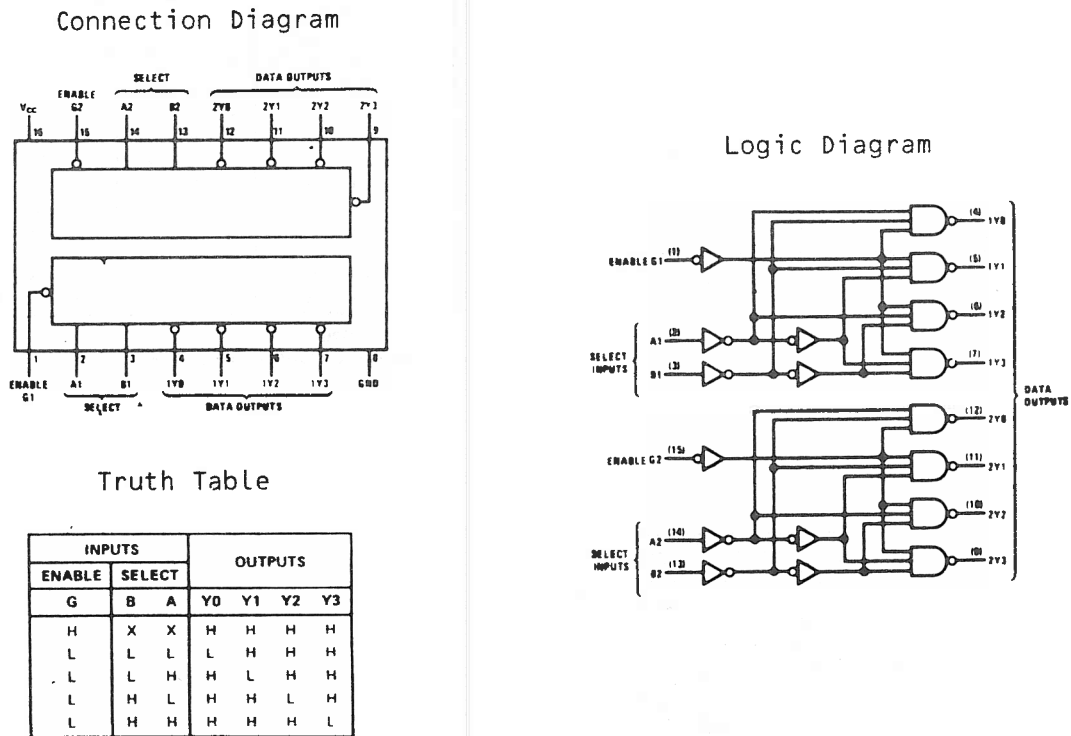 Connection Diagram
SELECT DATA OUTPUTS
ENABLE
VCC G2 A2 B2 2Y0 2Y1 2Y2 2Y3
16 15 14 13 12 11 10 9
1 2 3 4 5 6 7 8
ENABLE A1 B1 1Y0 1Y1 1Y2 1Y3 GND
G1 SELECT DATA OUTPUTS
Truth Table
INPUTS OUTPUTS
ENABLE SELECT
G B A Y0 Y1 Y2 Y3
H X X H H H H
L L L L H H H
L L H H L H H
L H L H H L H
L H H H H H L
Logic Diagram
(4) 1Y0
ENABLE G1 (1)
(5) 1Y1
(6) 1Y2
A1 (2)
SELECT
INPUTS
(7) 1Y3
B1 (3)
DATA
OUTPUTS
(12) 2Y0
ENABLE G2 (15)
(11) 2Y1
(10) 2Y2
A2 (14)
SELECT
INPUTS
(9) 2Y3
B2 (13)